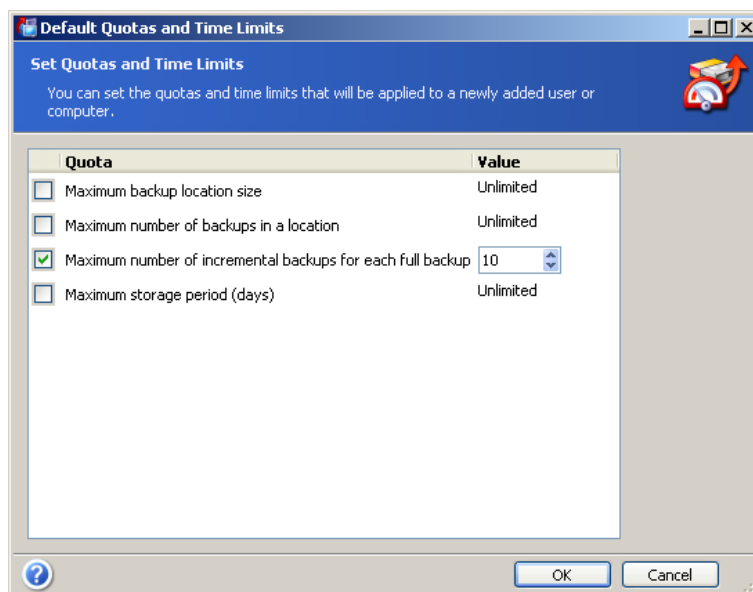 Default Quotas and Time Limits
Set Quotas and Time Limits
You can set the quotas and time limits that will be applied to a newly added user or
computer.
Quota Value
Maximum backup location size Unlimited
Maximum number of backups in a location Unlimited
Maximum number of incremental backups for each full backup 10
Maximum storage period (days) Unlimited
? OK Cancel